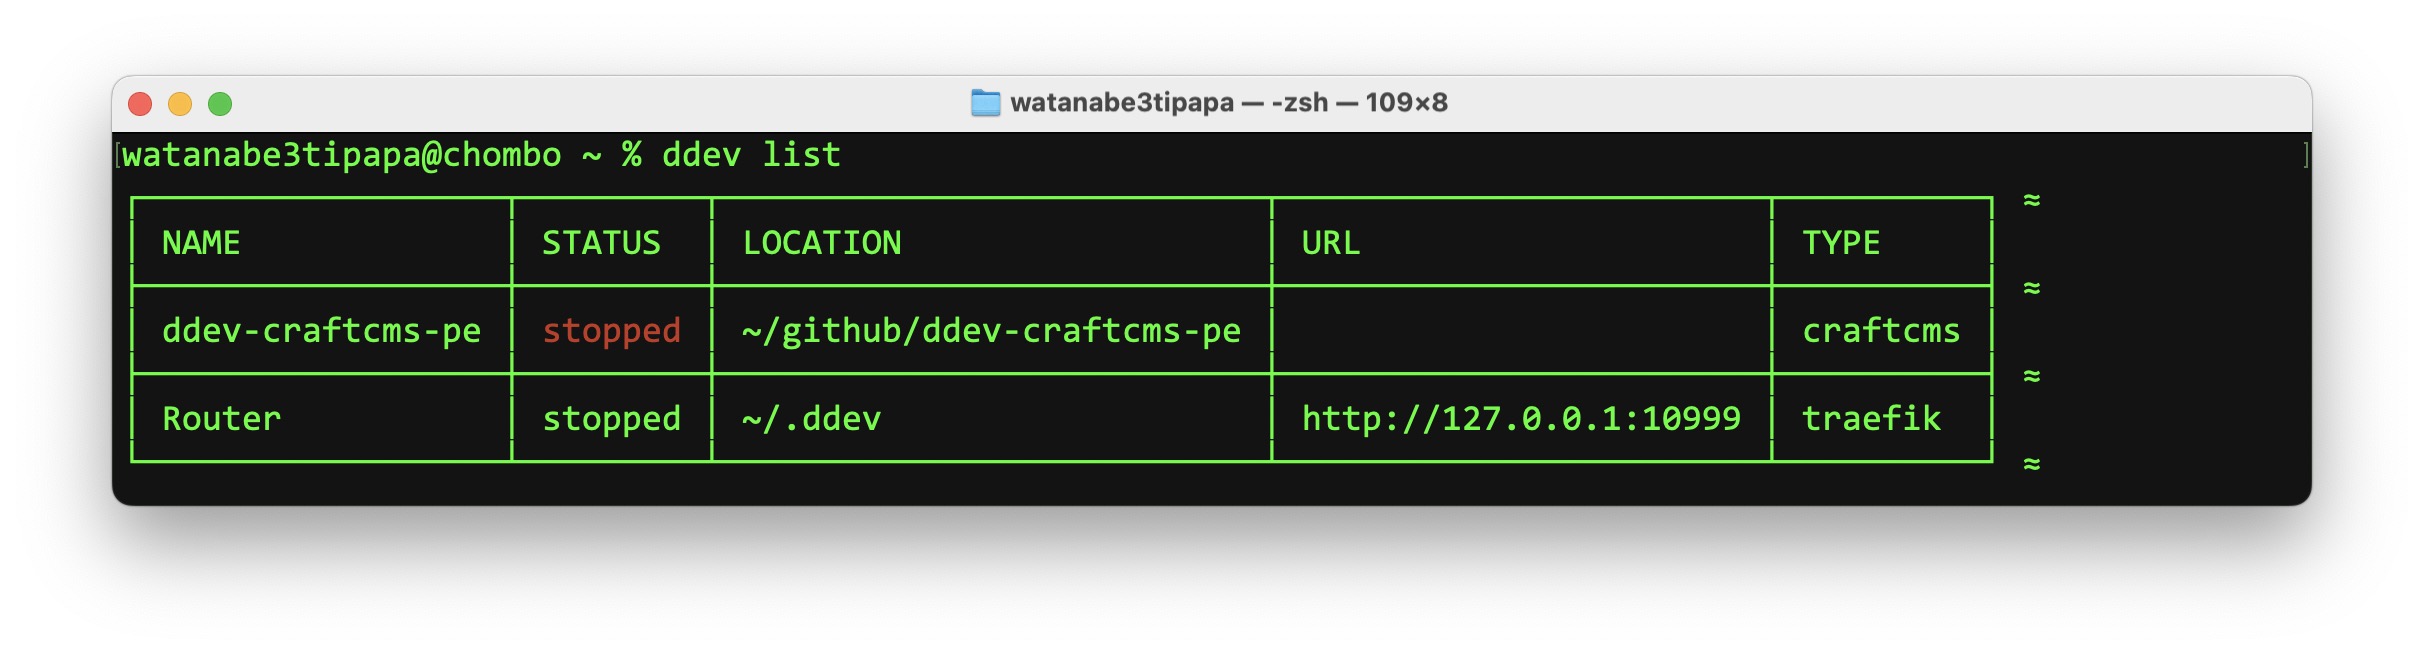 watanabe3tipapa — -zsh — 109×8
[watanabe3tipapa@chombo ~ % ddev list ]
≈
NAME STATUS LOCATION URL TYPE
≈
ddev-craftcms-pe stopped ~/github/ddev-craftcms-pe craftcms
≈
Router stopped ~/.ddev http://127.0.0.1:10999 traefik
≈